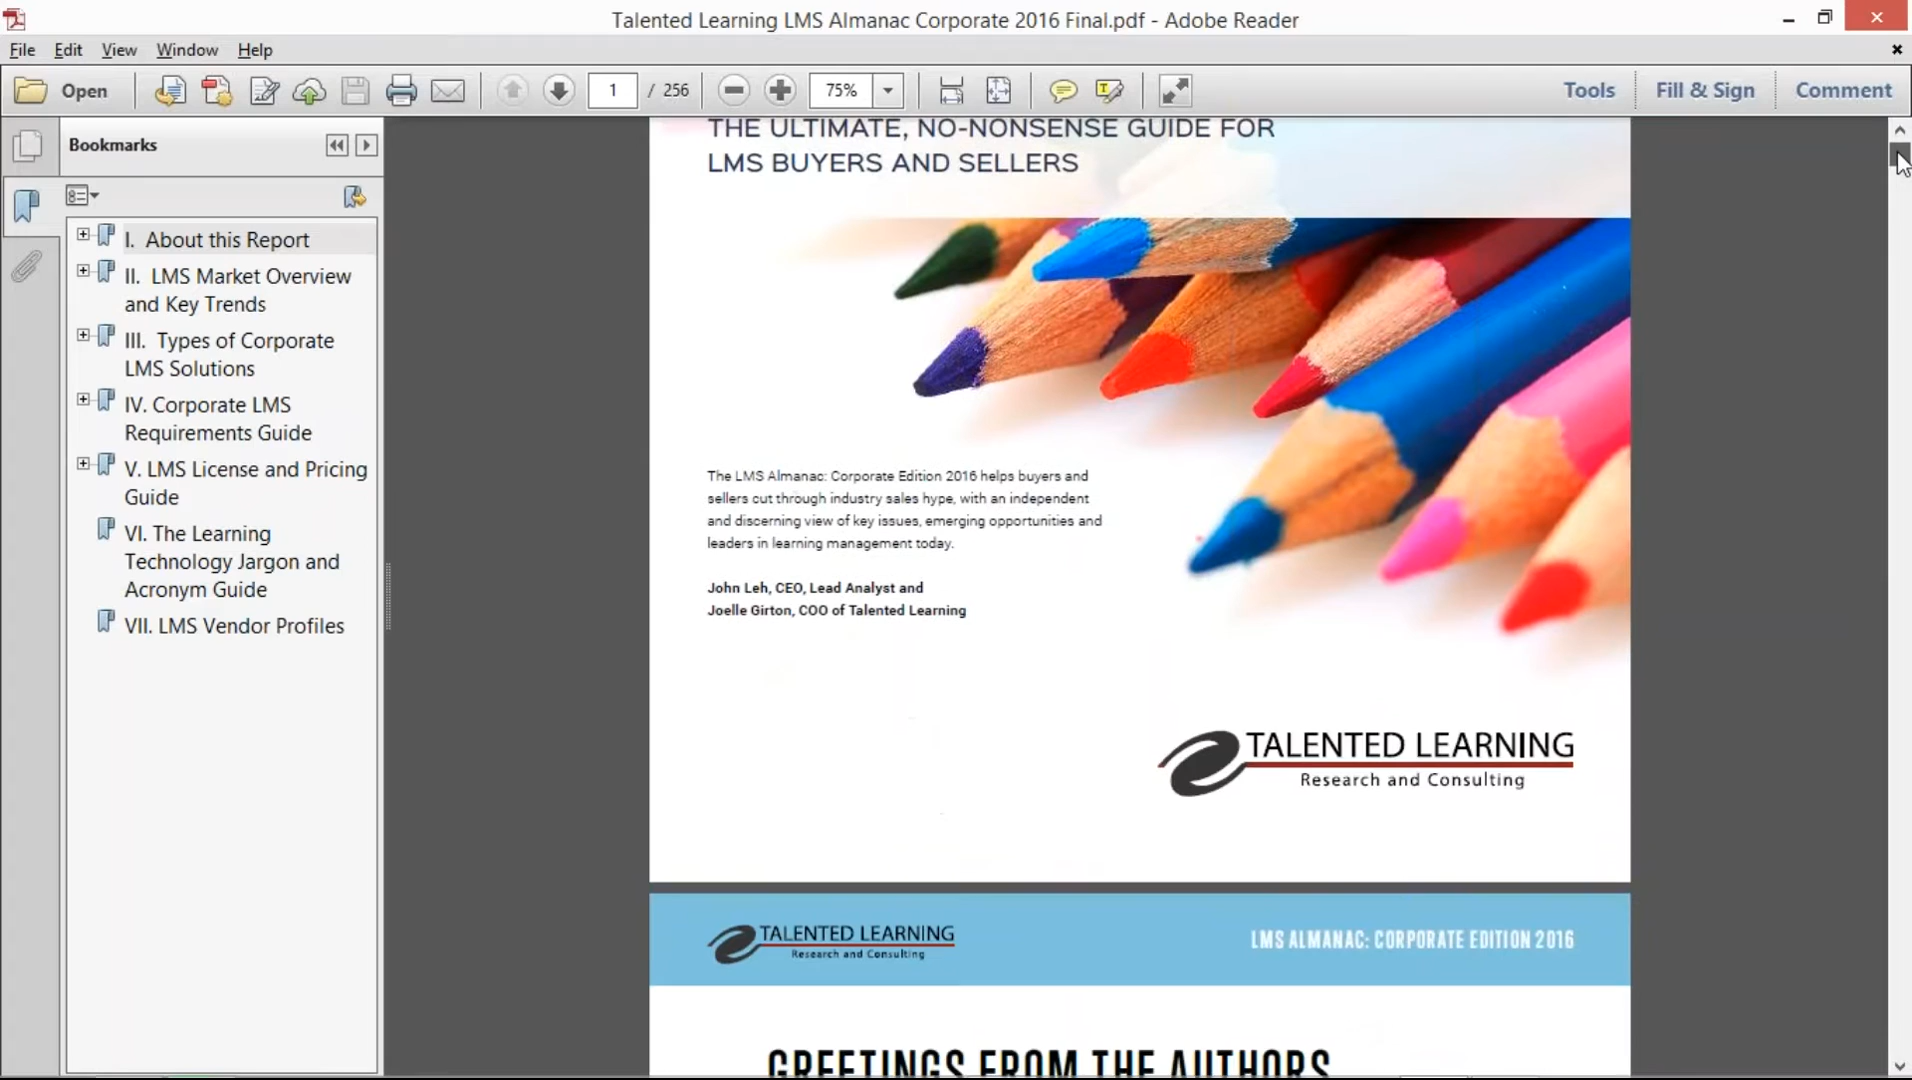 Talented Learning LMS Almanac Corporate 2016 Final.pdf - Adobe Reader
File Edit View Window Help
Open 1 / 256 75% Tools Fill & Sign Comment
Bookmarks
I. About this Report
II. LMS Market Overview
and Key Trends
III. Types of Corporate
LMS Solutions
IV. Corporate LMS
Requirements Guide
V. LMS License and Pricing
Guide
VI. The Learning
Technology Jargon and
Acronym Guide
VII. LMS Vendor Profiles
THE ULTIMATE, NO-NONSENSE GUIDE FOR
LMS BUYERS AND SELLERS
The LMS Almanac: Corporate Edition 2016 helps buyers and
sellers cut through industry sales hype, with an independent
and discerning view of key issues, emerging opportunities and
leaders in learning management today.
John Leh, CEO, Lead Analyst and
Joelle Girton, COO of Talented Learning
TALENTED LEARNING
Research and Consulting
TALENTED LEARNING
Research and Consulting
LMS ALMANAC: CORPORATE EDITION 2016
GREETINGS FROM THE AUTHORS